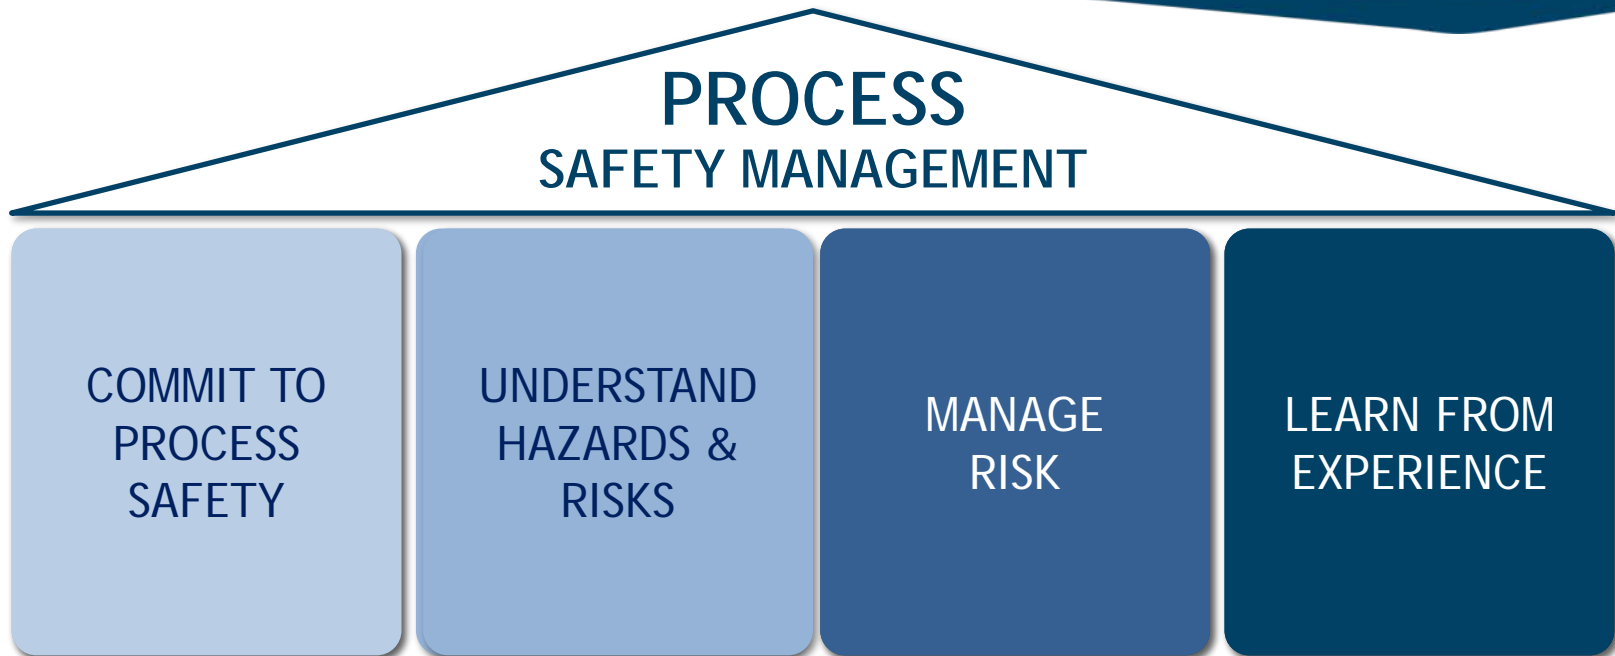 PROCESS
SAFETY MANAGEMENT
COMMIT TO
PROCESS
SAFETY
UNDERSTAND
HAZARDS &
RISKS
MANAGE
RISK
LEARN FROM
EXPERIENCE